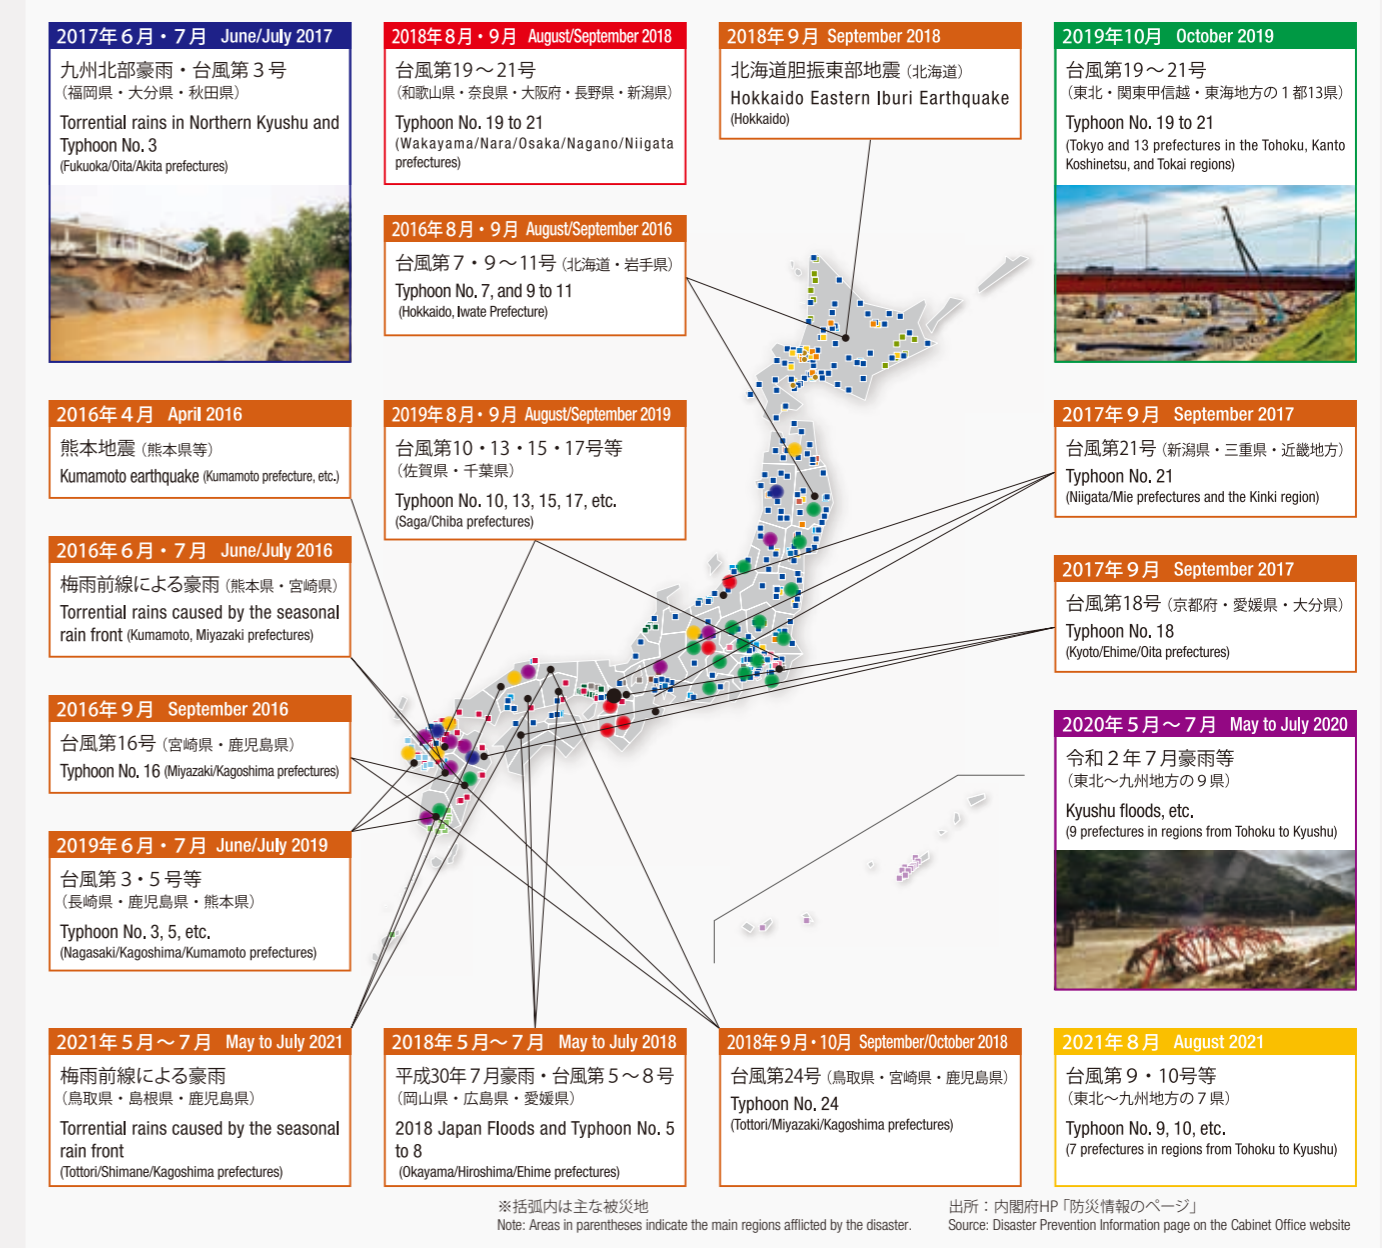 2017年6月・7月 June/July 2017
九州北部豪雨・台風第3号
（福岡県・大分県・秋田県）
Torrential rains in Northern Kyushu and
Typhoon No. 3
(Fukuoka/Oita/Akita prefectures)
2018年8月・9月 August/September 2018
台風第19～21号
（和歌山県・奈良県・大阪府・長野県・新潟県）
Typhoon No. 19 to 21
(Wakayama/Nara/Osaka/Nagano/Niigata
prefectures)
2018年9月 September 2018
北海道胆振東部地震（北海道）
Hokkaido Eastern Iburi Earthquake
(Hokkaido)
2019年10月 October 2019
台風第19～21号
（東北・関東甲信越・東海地方の1都13県）
Typhoon No. 19 to 21
(Tokyo and 13 prefectures in the Tohoku, Kanto
Koshinetsu, and Tokai regions)
2016年8月・9月 August/September 2016
台風第7・9～11号（北海道・岩手県）
Typhoon No. 7, and 9 to 11
(Hokkaido, Iwate Prefecture)
2016年4月 April 2016
熊本地震（熊本県等）
Kumamoto earthquake (Kumamoto prefecture, etc.)
2019年8月・9月 August/September 2019
台風第10・13・15・17号等
（佐賀県・千葉県）
Typhoon No. 10, 13, 15, 17, etc.
(Saga/Chiba prefectures)
2017年9月 September 2017
台風第21号（新潟県・三重県・近畿地方）
Typhoon No. 21
(Niigata/Mie prefectures and the Kinki region)
2016年6月・7月 June/July 2016
梅雨前線による豪雨（熊本県・宮崎県）
Torrential rains caused by the seasonal
rain front (Kumamoto, Miyazaki prefectures)
2017年9月 September 2017
台風第18号（京都府・愛媛県・大分県）
Typhoon No. 18
(Kyoto/Ehime/Oita prefectures)
2016年9月 September 2016
台風第16号（宮崎県・鹿児島県）
Typhoon No. 16 (Miyazaki/Kagoshima prefectures)
2020年5月～7月 May to July 2020
令和2年7月豪雨等
（東北～九州地方の9県）
Kyushu floods, etc.
(9 prefectures in regions from Tohoku to Kyushu)
2019年6月・7月 June/July 2019
台風第3・5号等
（長崎県・鹿児島県・熊本県）
Typhoon No. 3, 5, etc.
(Nagasaki/Kagoshima/Kumamoto prefectures)
2021年5月～7月 May to July 2021
梅雨前線による豪雨
（鳥取県・島根県・鹿児島県）
Torrential rains caused by the seasonal
rain front
(Tottori/Shimane/Kagoshima prefectures)
2018年5月～7月 May to July 2018
平成30年7月豪雨・台風第5～8号
（岡山県・広島県・愛媛県）
2018 Japan Floods and Typhoon No. 5
to 8
(Okayama/Hiroshima/Ehime prefectures)
2018年9月・10月 September/October 2018
台風第24号（鳥取県・宮崎県・鹿児島県）
Typhoon No. 24
(Tottori/Miyazaki/Kagoshima prefectures)
2021年8月 August 2021
台風第9・10号等
（東北～九州地方の7県）
Typhoon No. 9, 10, etc.
(7 prefectures in regions from Tohoku to Kyushu)
※括弧内は主な被災地
Note: Areas in parentheses indicate the main regions afflicted by the disaster.
出所：内閣府HP「防災情報のページ」
Source: Disaster Prevention Information page on the Cabinet Office website